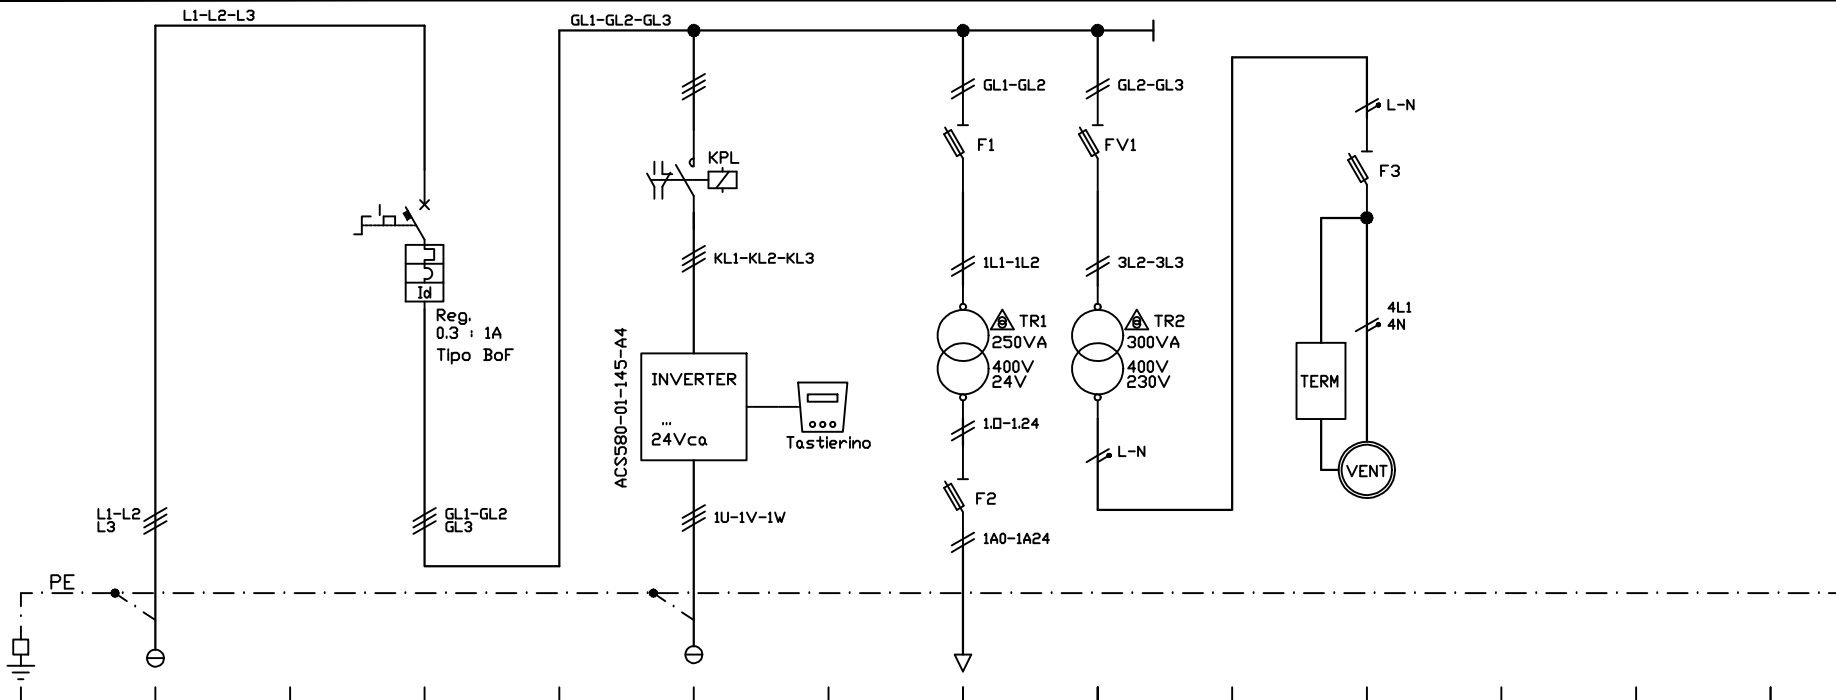 L1-L2-L3
GL1-GL2-GL3
GL1-GL2
GL2-GL3
L-N
F1
FV1
KPL
F3
KL1-KL2-KL3
1L1-1L2
3L2-3L3
Id
Reg.
0.3 : 1A
Tipo BoF
TR1
250VA
400V
24V
TR2
300VA
400V
230V
4L1
4N
ACS580-01-145-A4
INVERTER
...
24Vca
Tastierino
TERM
1.0-1.24
L-N
VENT
F2
L1-L2
L3
GL1-GL2
GL3
1U-1V-1W
1A0-1A24
PE